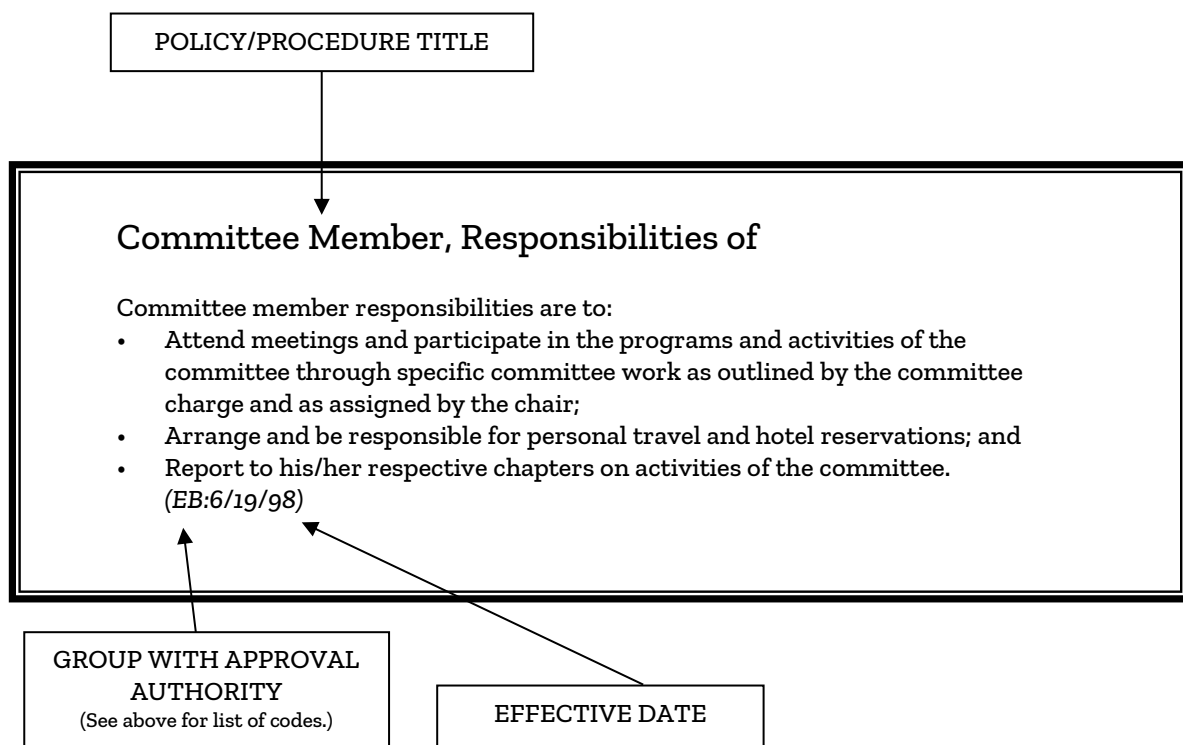 POLICY/PROCEDURE TITLE
Committee Member, Responsibilities of
Committee member responsibilities are to:
• Attend meetings and participate in the programs and activities of the
committee through specific committee work as outlined by the committee
charge and as assigned by the chair;
• Arrange and be responsible for personal travel and hotel reservations; and
• Report to his/her respective chapters on activities of the committee.
(EB:6/19/98)
GROUP WITH APPROVAL
AUTHORITY
(See above for list of codes.)
EFFECTIVE DATE